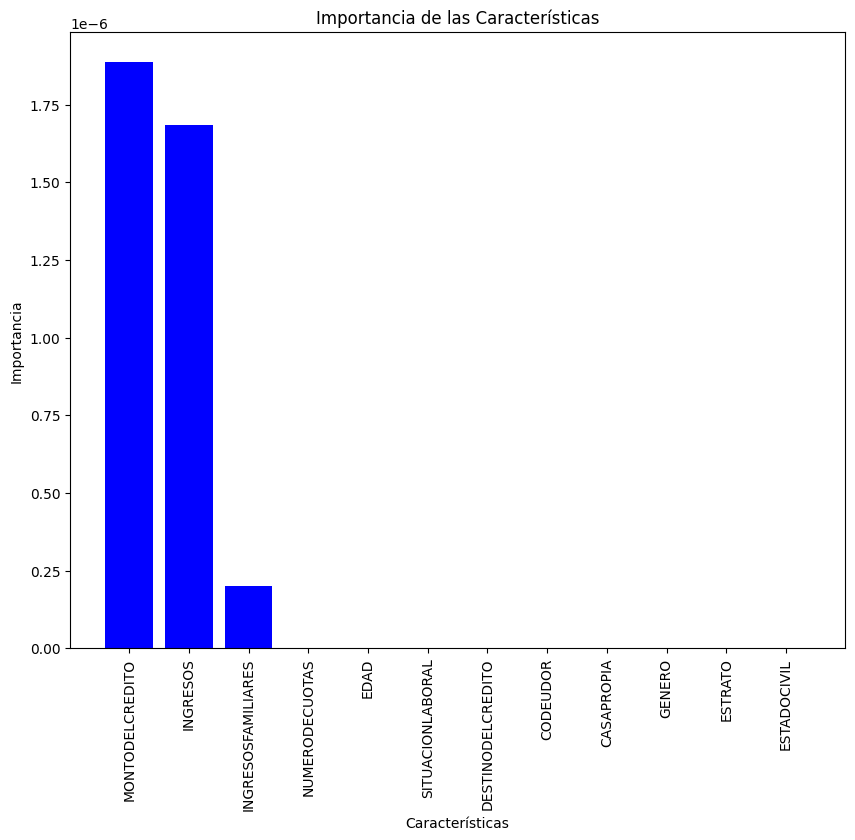 Importancia de las Características
1e−6
1.75
1.50
1.25
1.00
0.75
0.50
0.25
0.00
Importancia
MONTODELCREDITO
INGRESOS
INGRESOSFAMILIARES
NUMERODECUOTAS
EDAD
SITUACIONLABORAL
DESTINODELCREDITO
CODEUDOR
CASAPROPIA
GENERO
ESTRATO
ESTADOCIVIL
Características